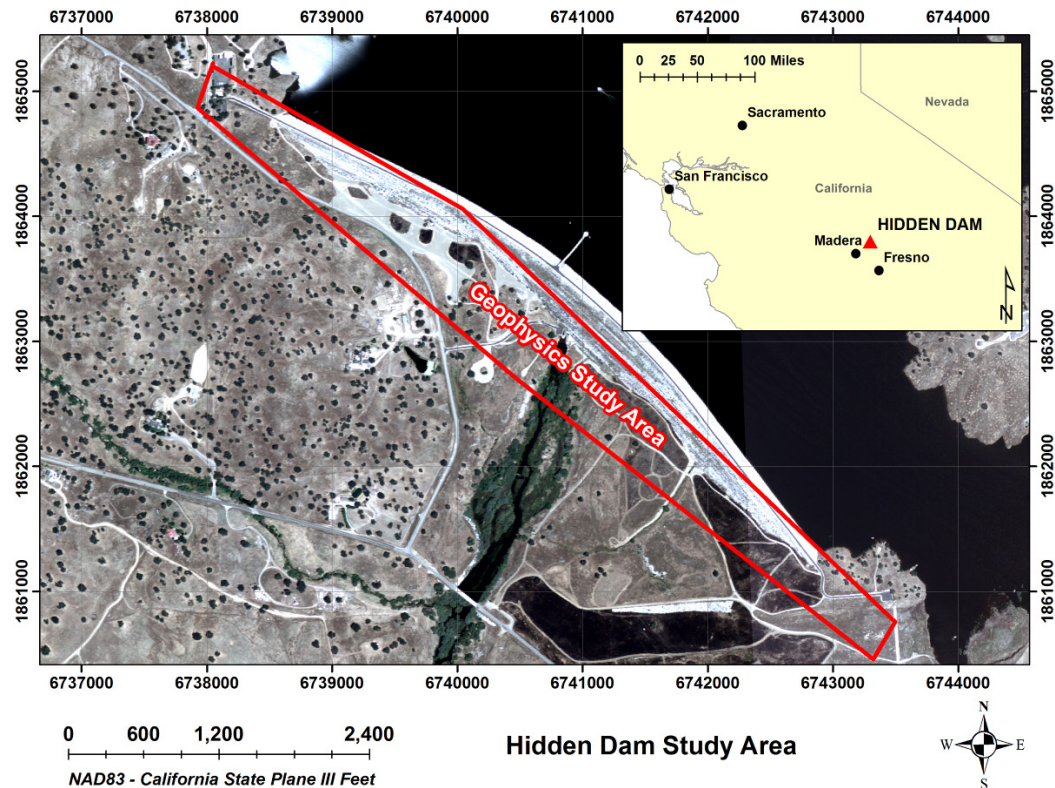 6737000 6738000 6739000 6740000 6741000 6742000 6743000 6744000
1865000
1864000
1863000
1862000
1861000
0 25 50 100 Miles
Nevada
Sacramento
San Francisco
California
HIDDEN DAM
Madera
Fresno
N
1865000
1864000
1863000
1862000
1861000
Geophysics Study Area
6737000 6738000 6739000 6740000 6741000 6742000 6743000 6744000
0 600 1,200 2,400
NAD83 - California State Plane III Feet
Hidden Dam Study Area
N
W E
S